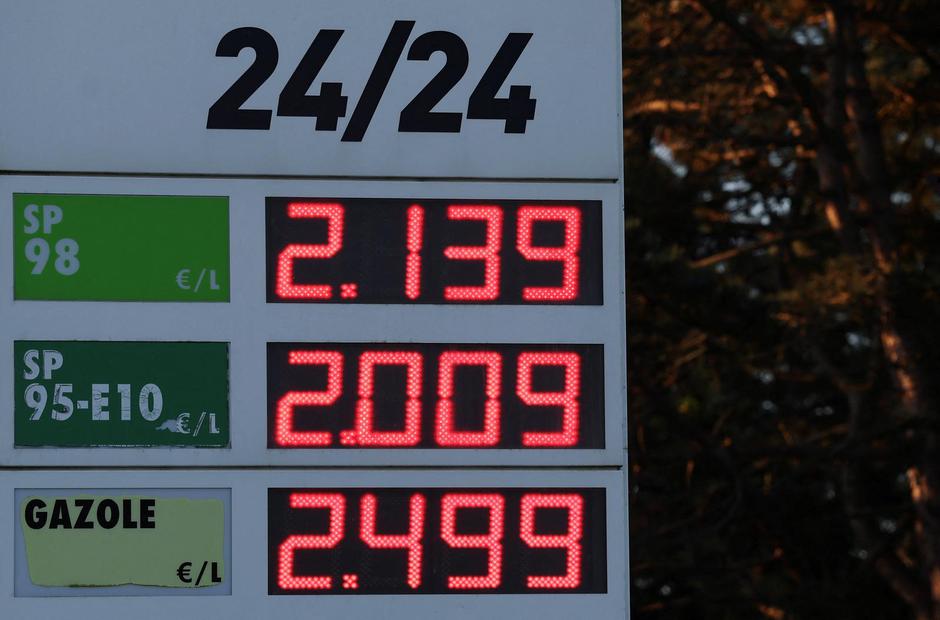 24/24
SP
98
€/L
2.139
SP
95-E10
€/L
2.009
GAZOLE
€/L
2.499